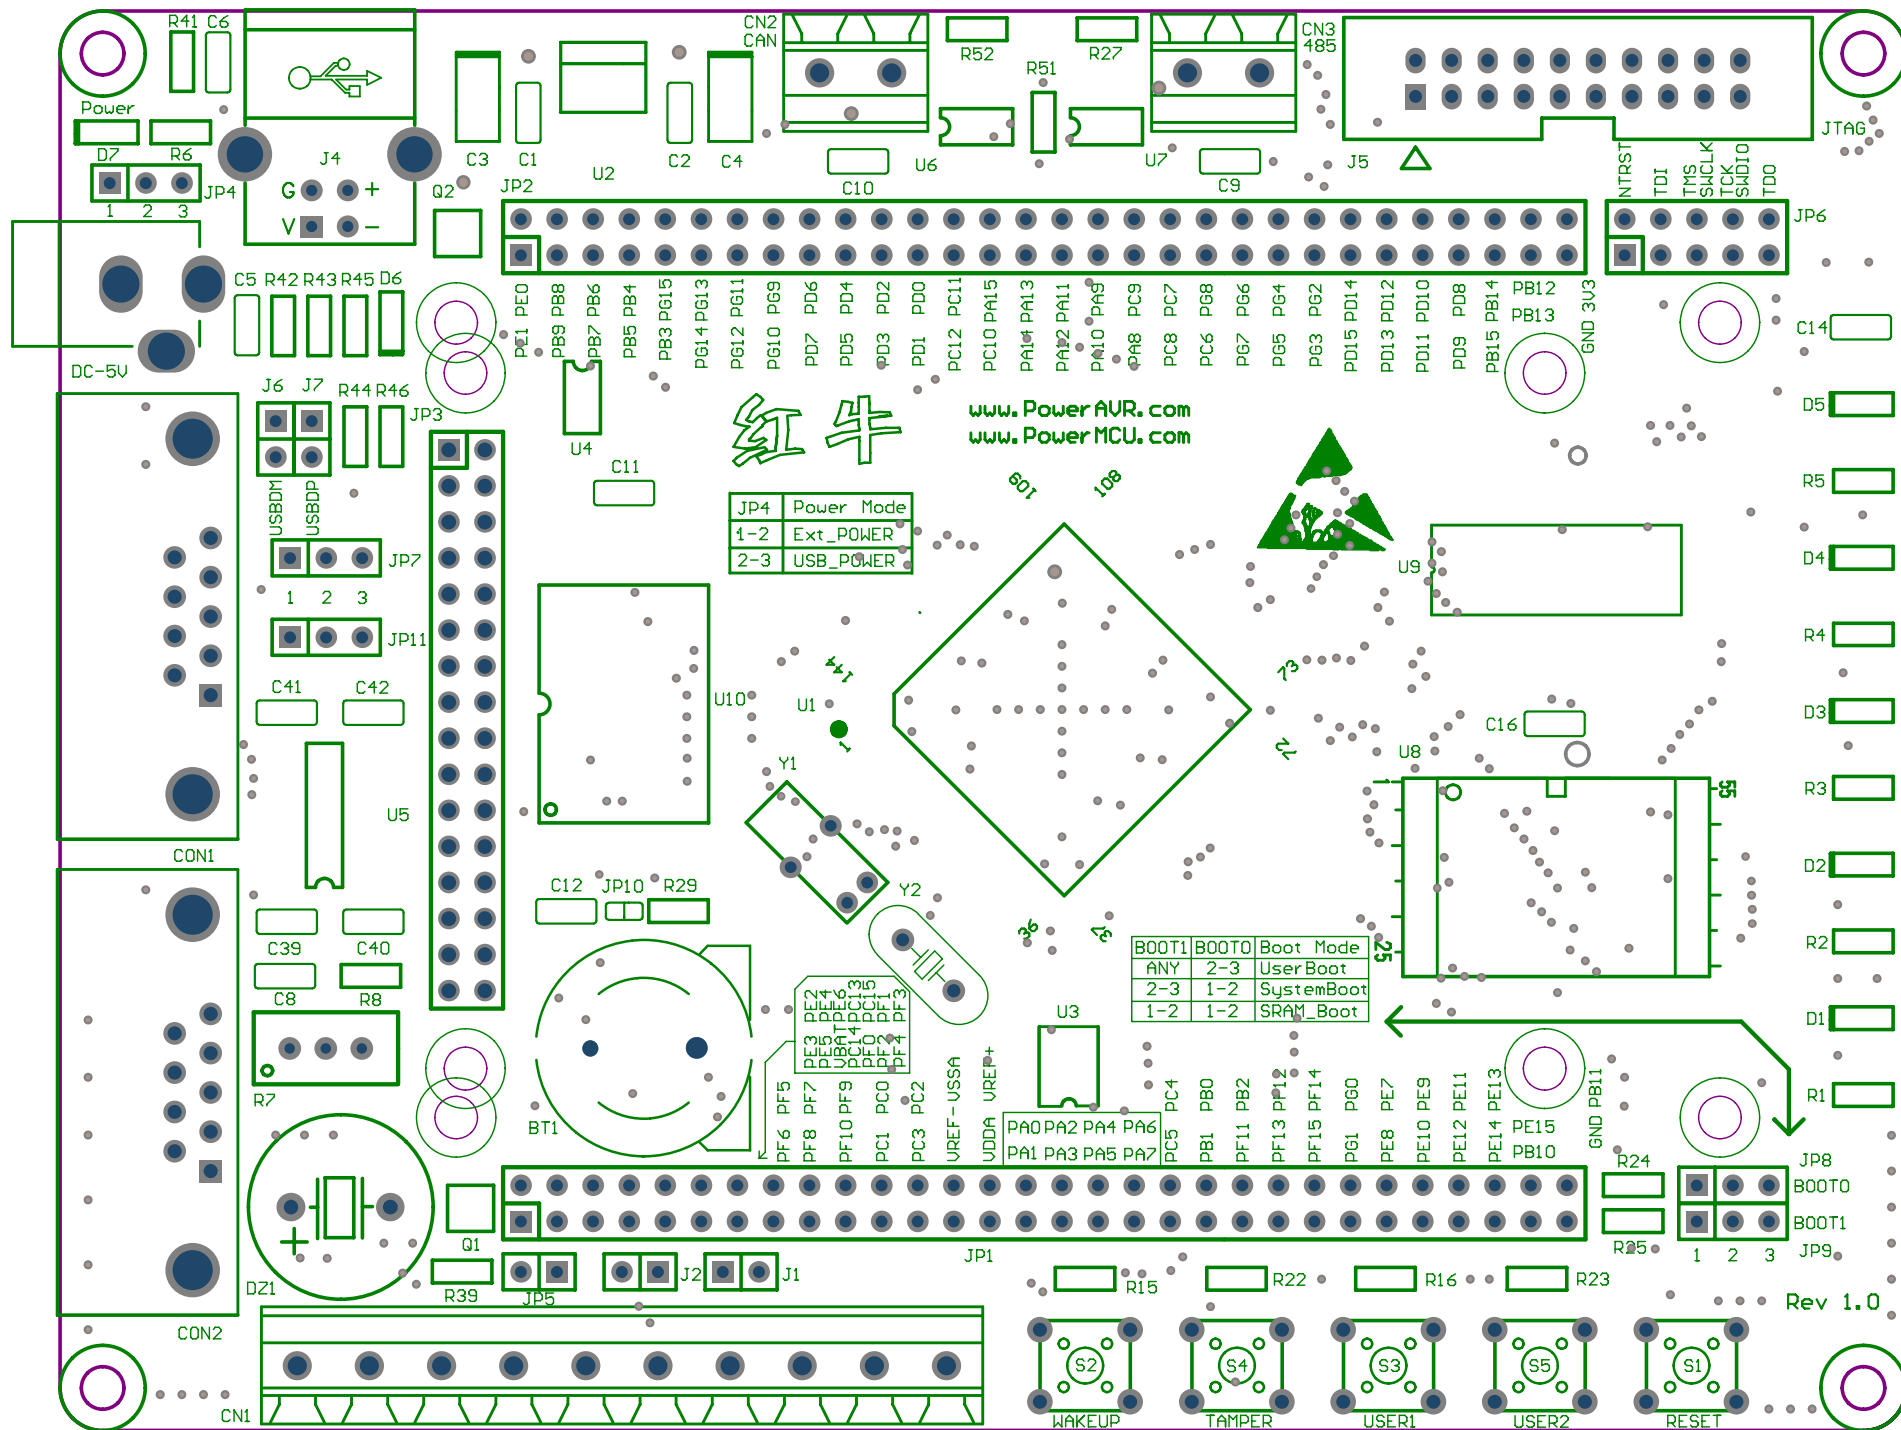 R41 C6
CN2
CAN
R52
R27
CN3
485
R51
Power
JTAG
D7
R6
J4
C3
C1
U2
C2
C4
C10
U6
U7
C9
J5
JP4
1 2 3
G +
V -
Q2
JP2
NTRST TDI TMS SWCLK TCK SWDIO TDO
JP6
C5 R42 R43 R45 D6
PE0 PB8 PB6 PB4 PG15 PG13 PG11 PG9 PD6 PD4 PD2 PD0 PC11 PA15 PA13 PA11 PA9 PC9 PC7 PG8 PG6 PG4 PG2 PD14 PD12 PD10 PD8 PB14 PB12 3V3
PE1 PB9 PB7 PB5 PB3 PG14 PG12 PG10 PD7 PD5 PD3 PD1 PC12 PC10 PA14 PA12 PA10 PA8 PC8 PC6 PG7 PG5 PG3 PD15 PD13 PD11 PD9 PB15 PB13 GND
C14
DC-5V
J6 J7 R44 R46
JP3
红 牛
www.PowerAVR.com
www.PowerMCU.com
D5
U4
C11
109
108
R5
USBDM USBDP
JP4 Power Mode
1-2 Ext_POWER
2-3 USB_POWER
JP7
U9
D4
1 2 3
JP11
R4
144
73
C41 C42
U10
U1
1
D3
C16
72
U8
Y1
1
55
R3
U5
CON1
D2
C12 JP10 R29
Y2
36
37
25
R2
C39 C40
BOOT1 BOOT0 Boot Mode
ANY 2-3 UserBoot
2-3 1-2 SystemBoot
1-2 1-2 SRAM_Boot
C8 R8
PE2 PE4 PE6 PC13 PC15 PF1 PF3
PE3 PE5 VBAT PC14 PF0 PF2 PF4
U3
D1
R7
PF5 PF7 PF9 PC0 PC2 VSSA VREF+ PC4 PB0 PB2 PF12 PF14 PG0 PE7 PE9 PE11 PE13 PE15 PB11
PF6 PF8 PF10 PC1 PC3 VREF- VDDA PC5 PB1 PF11 PF13 PF15 PG1 PE8 PE10 PE12 PE14 PB10 GND
PA0 PA2 PA4 PA6
PA1 PA3 PA5 PA7
R1
BT1
R24
JP8
BOOT0
BOOT1
Q1
JP1
R25
1 2 3
JP9
+
DZ1
R39
JP5
J2
J1
R15
R22
R16
R23
Rev 1.0
CON2
S2
S4
S3
S5
S1
CN1
WAKEUP
TAMPER
USER1
USER2
RESET